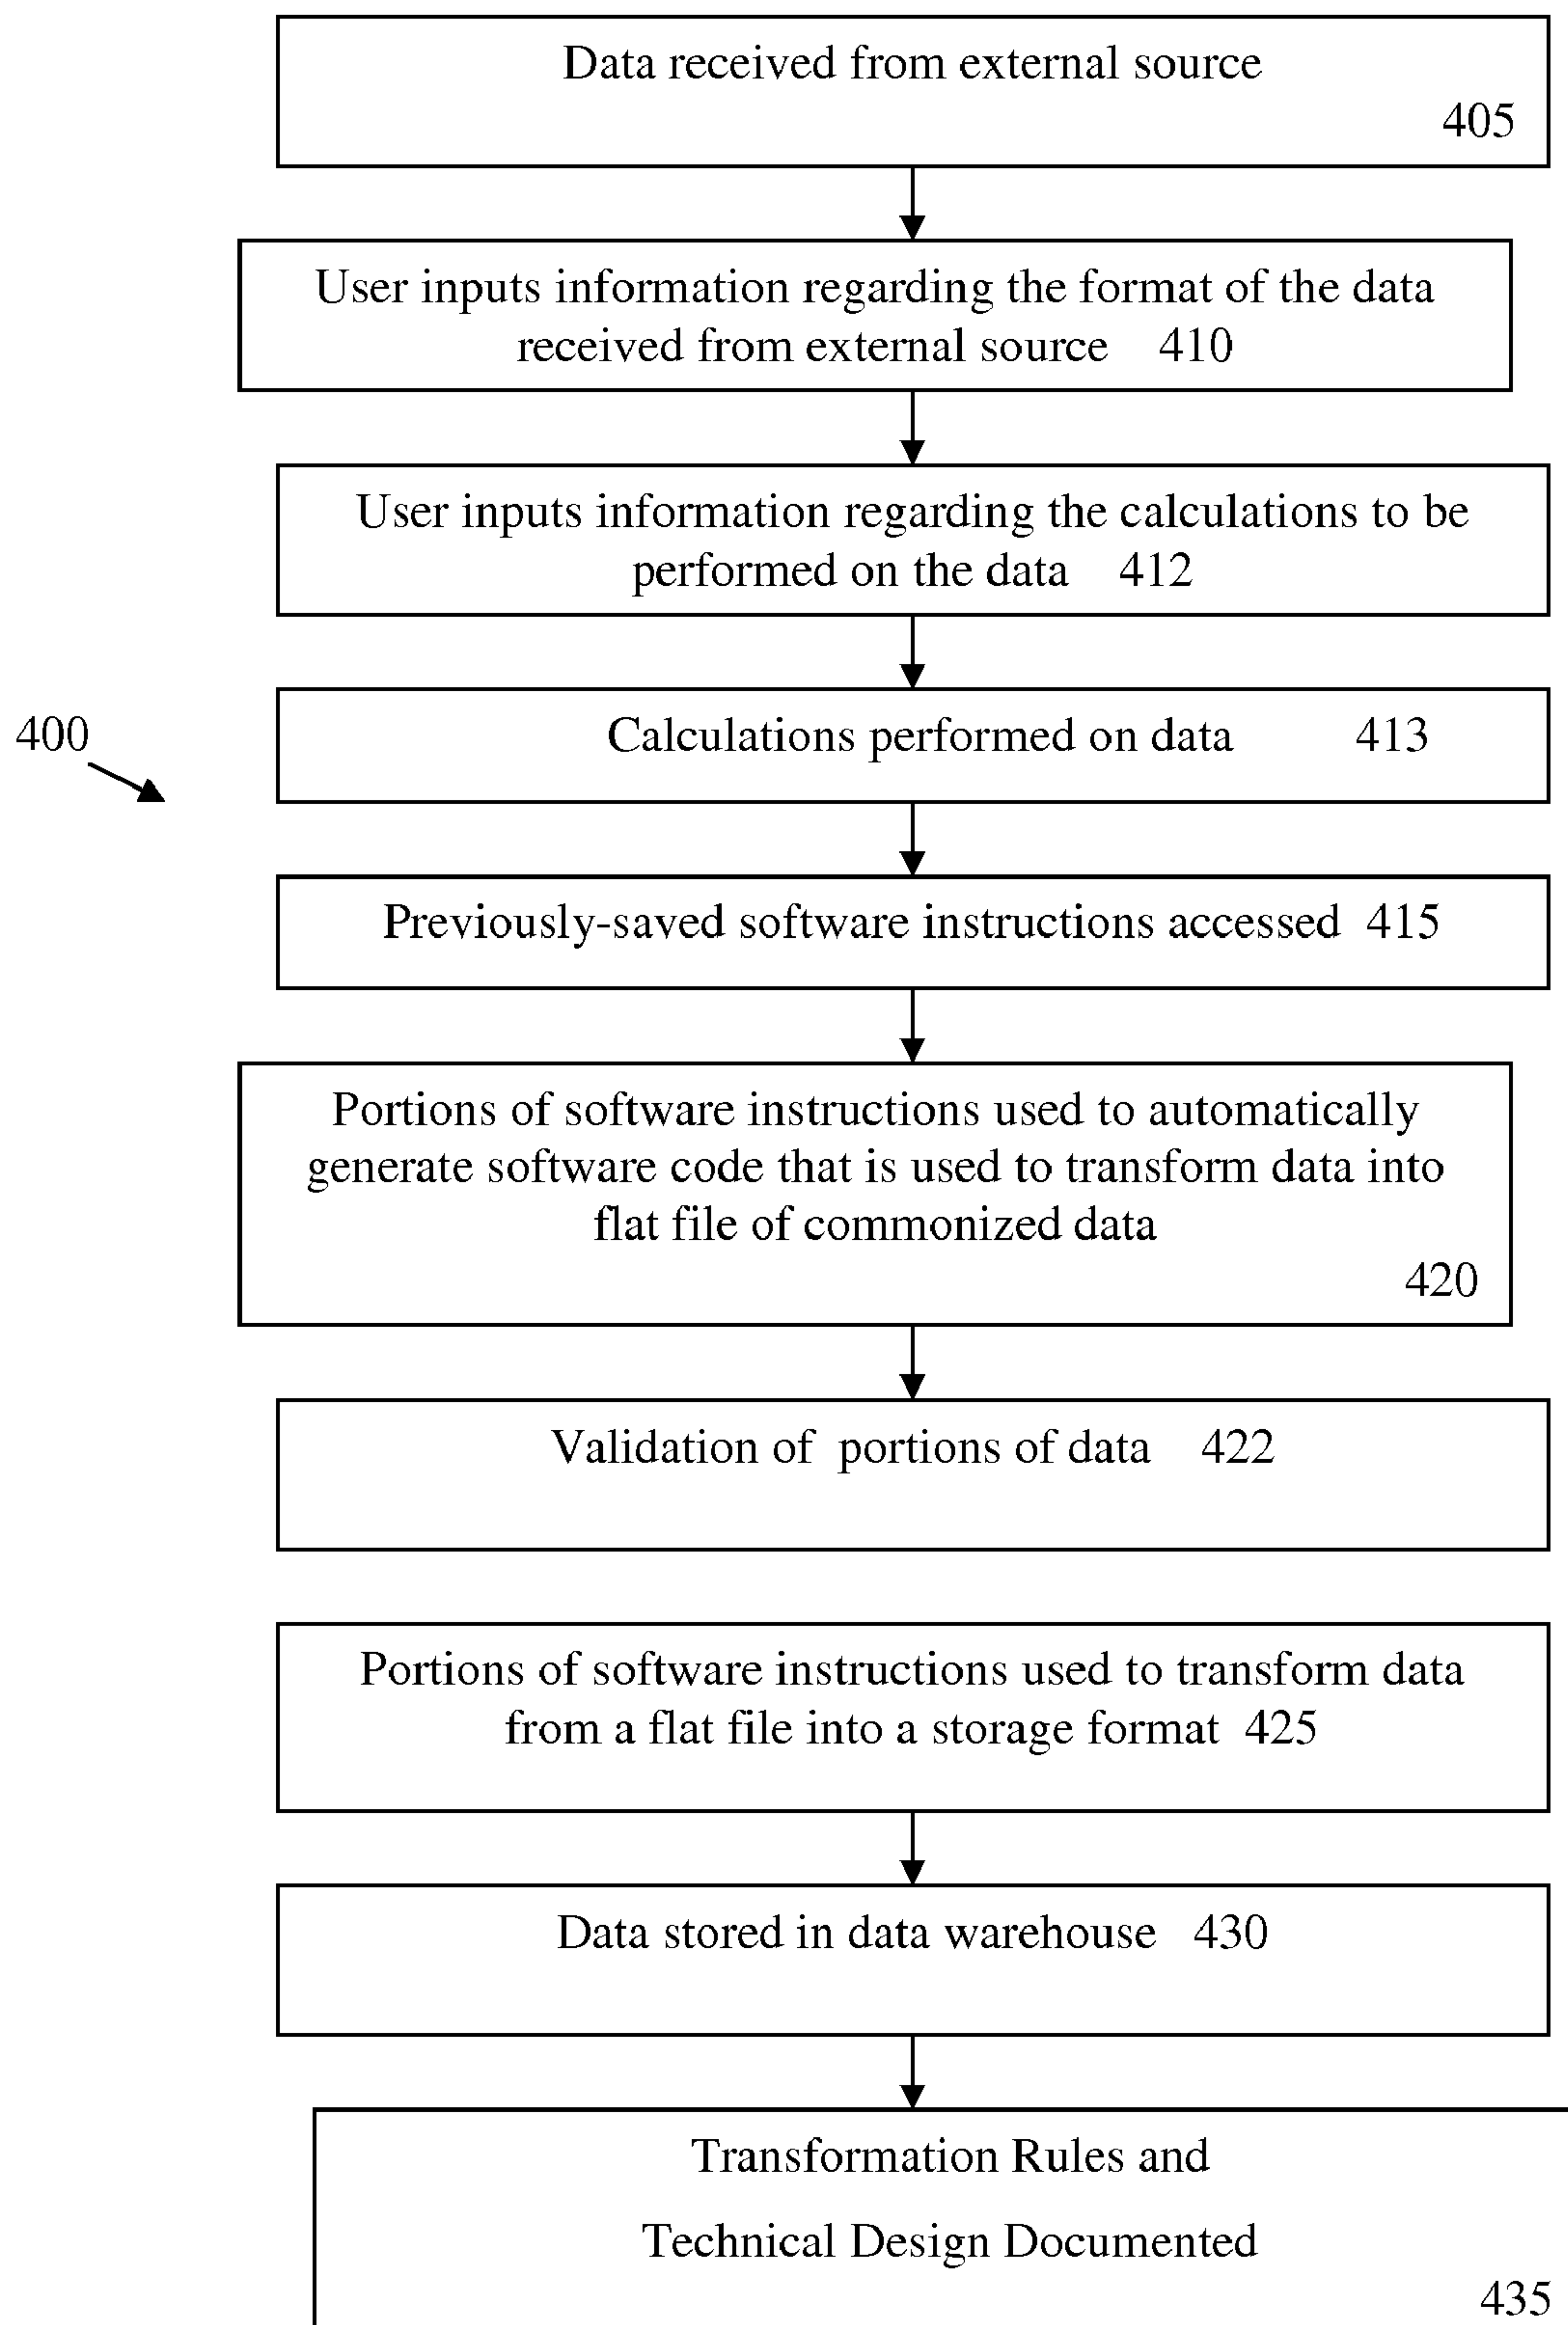 Data received from external source
405
User inputs information regarding the format of the data
received from external source 410
User inputs information regarding the calculations to be
performed on the data 412
400
Calculations performed on data 413
Previously-saved software instructions accessed 415
Portions of software instructions used to automatically
generate software code that is used to transform data into
flat file of commonized data
420
Validation of portions of data 422
Portions of software instructions used to transform data
from a flat file into a storage format 425
Data stored in data warehouse 430
Transformation Rules and
Technical Design Documented
435